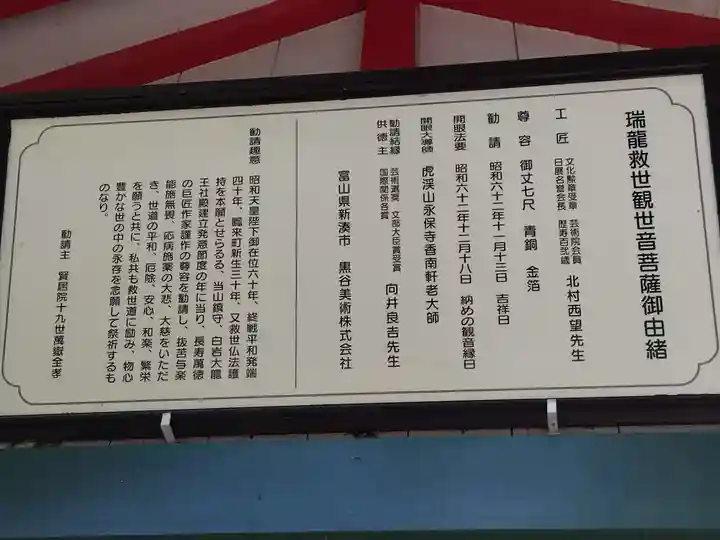 瑞龍救世観世音菩薩御由緒
工匠 文化勲章受章 芸術院会員
日展名誉会長 歴寿百弐歳 北村西望先生
尊容 御丈七尺 青銅 金箔
勧請 昭和六十二年十一月十三日 吉祥日
開眼法要 昭和六十二年十二月十八日 納めの観音縁日
開眼大導師 虎渓山永保寺香南軒老大師
勧請結縁 芸術選奨 文部大臣賞受賞
供徳主 国際関係各賞 向井良吉先生
富山県新湊市 黒谷美術株式会社
勧請趣意 昭和天皇陛下御在位六十年、終戦平和発端
四十年、鳳来町新生三十年、又救世仏法護
持を本願とせらるる、当山鎮守、白岩大龍
王社殿建立発意節度の年に当り、長寿萬徳
の巨匠作家謹作の尊容を勧請し、抜苦与楽
能施無畏、応病施薬の大悲、大慈をいただ
き、世道の平和、厄除、安心、和楽、繁栄
を願うと共に、私共も救世道に励み、物心
豊かな世の中の永存を念願して祭祈するも
のなり。
勧請主 賢居院十九世萬嶽全孝